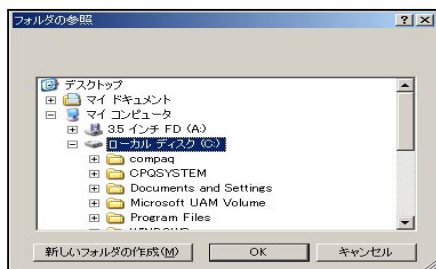 フォルダの参照
デスクトップ
マイ ドキュメント
マイ コンピュータ
3.5 インチ FD (A:)
ローカル ディスク (C:)
compaq
CPQSYSTEM
Documents and Settings
Microsoft UAM Volume
Program Files
新しいフォルダの作成(M)
OK
キャンセル